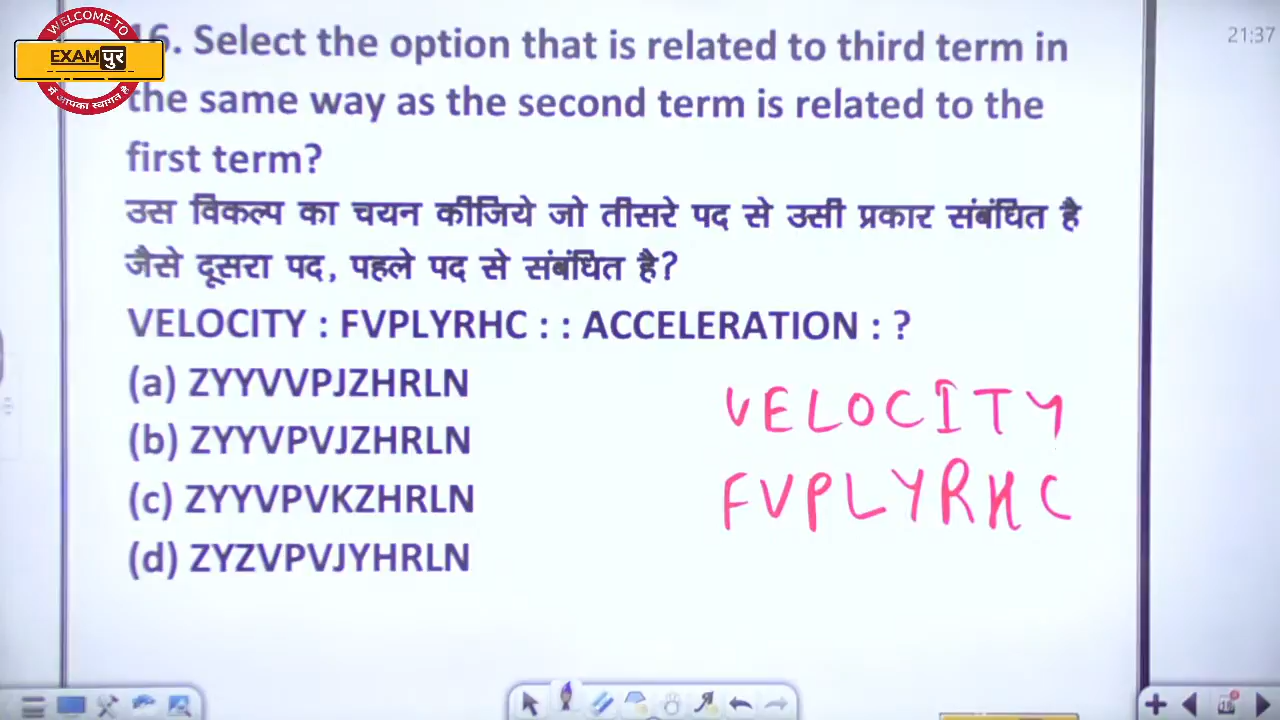 WELCOME TO
EXAMपुर
में आपका स्वागत है
21:37
16. Select the option that is related to third term in
the same way as the second term is related to the
first term?
उस विकल्प का चयन कीजिये जो तीसरे पद से उसी प्रकार संबंधित है
जैसे दूसरा पद, पहले पद से संबंधित है?
VELOCITY : FVPLYRHC : : ACCELERATION : ?
(a) ZYYVVPJZHRLN
(b) ZYYVPVJZHRLN
(c) ZYYVPVKZHRLN
(d) ZYZVPVJYHRLN
VELOCITY
FVPLYRHC